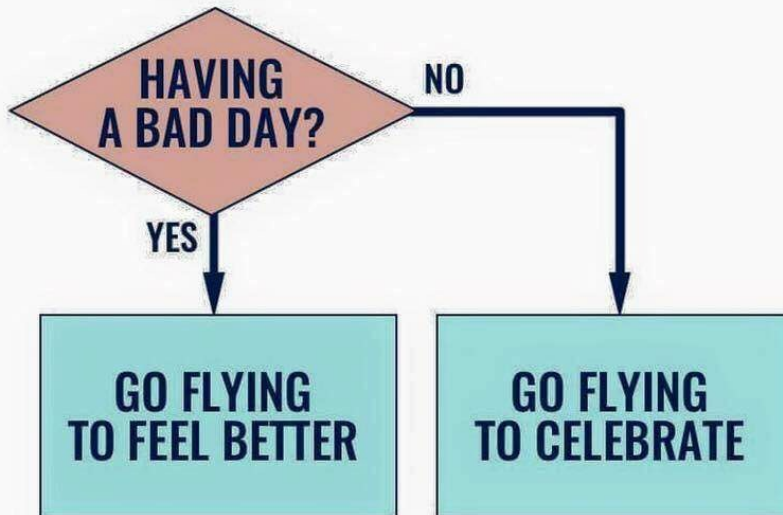 HAVING
A BAD DAY?
NO
YES
GO FLYING
TO FEEL BETTER
GO FLYING
TO CELEBRATE